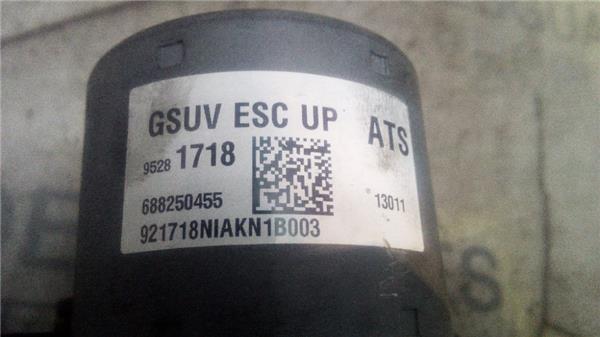 GSUV ESC UP ATS
9528 1718
688250455 13011
921718NIAKN1B003